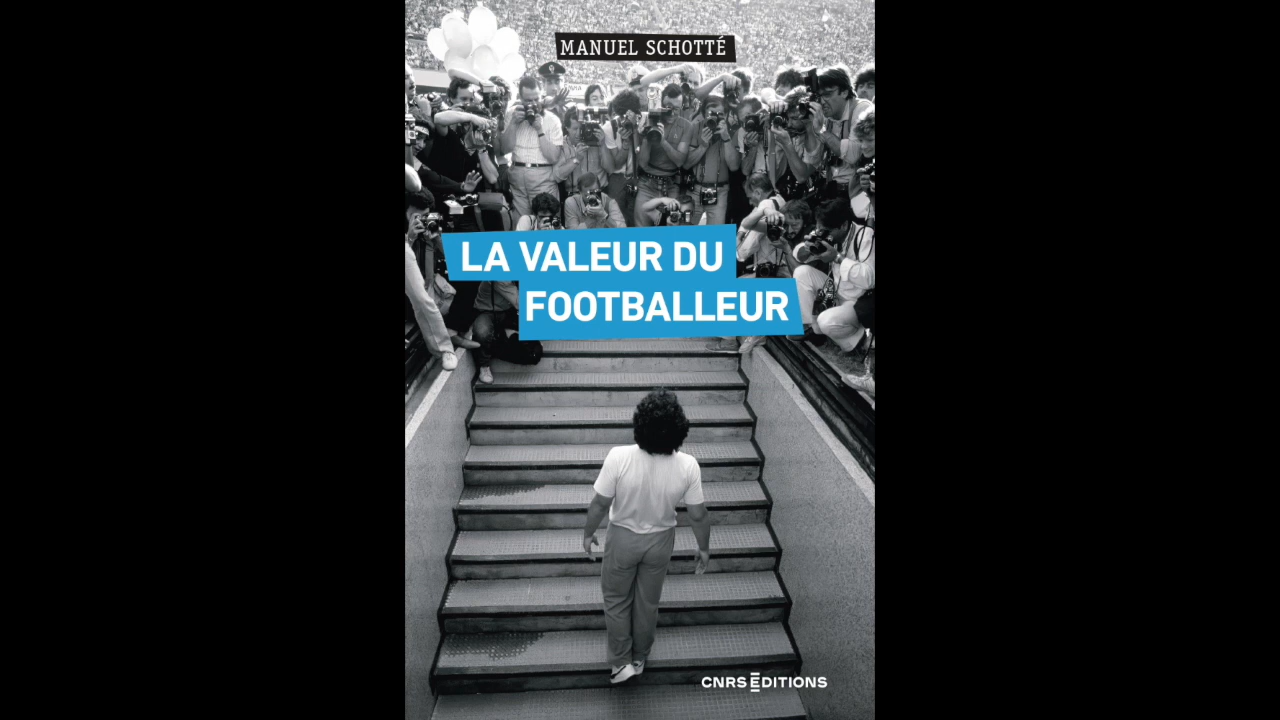 MANUEL SCHOTTÉ
LA VALEUR DU
FOOTBALLEUR
CNRS ÉDITIONS